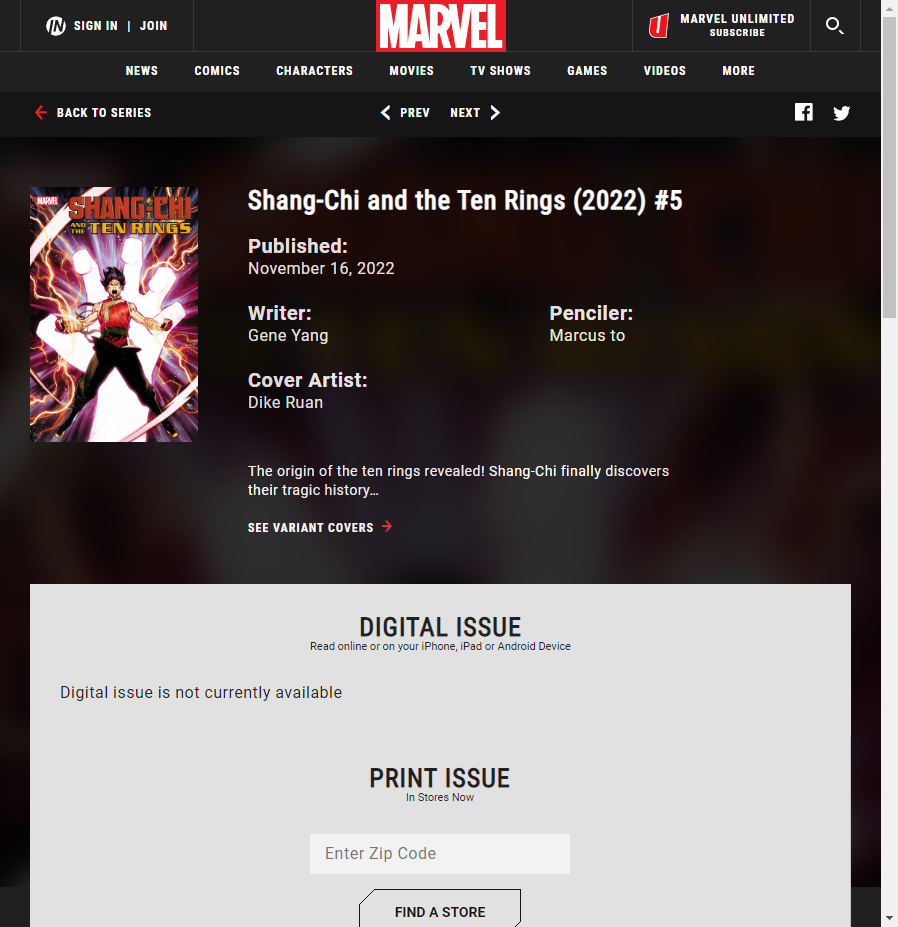 SIGN IN | JOIN
MARVEL
MARVEL UNLIMITED
SUBSCRIBE
NEWS COMICS CHARACTERS MOVIES TV SHOWS GAMES VIDEOS MORE
BACK TO SERIES
PREV NEXT
MARVEL
SHANG-CHI
AND THE TEN RINGS
Shang-Chi and the Ten Rings (2022) #5
Published:
November 16, 2022
Writer:
Gene Yang
Penciler:
Marcus to
Cover Artist:
Dike Ruan
The origin of the ten rings revealed! Shang-Chi finally discovers
their tragic history…
SEE VARIANT COVERS
DIGITAL ISSUE
Read online or on your iPhone, iPad or Android Device
Digital issue is not currently available
PRINT ISSUE
In Stores Now
Enter Zip Code
FIND A STORE